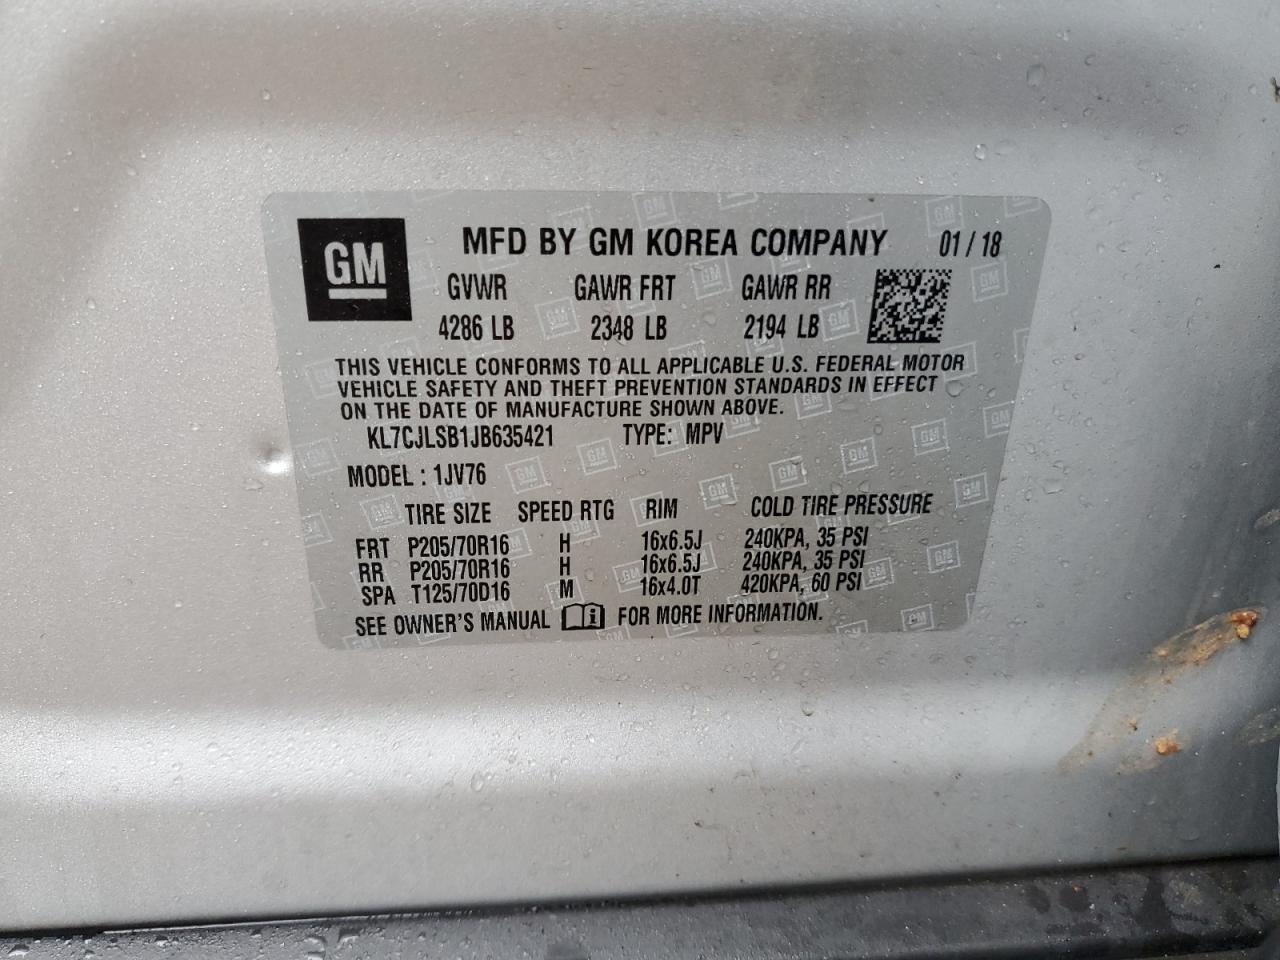 GM MFD BY GM KOREA COMPANY 01 / 18
GVWR GAWR FRT GAWR RR
4286 LB 2348 LB 2194 LB
THIS VEHICLE CONFORMS TO ALL APPLICABLE U.S. FEDERAL MOTOR
VEHICLE SAFETY AND THEFT PREVENTION STANDARDS IN EFFECT
ON THE DATE OF MANUFACTURE SHOWN ABOVE.
KL7CJLSB1JB635421 TYPE: MPV
MODEL : 1JV76
TIRE SIZE SPEED RTG RIM COLD TIRE PRESSURE
FRT P205/70R16 H 16x6.5J 240KPA, 35 PSI
RR P205/70R16 H 16x6.5J 240KPA, 35 PSI
SPA T125/70D16 M 16x4.0T 420KPA, 60 PSI
SEE OWNER'S MANUAL i FOR MORE INFORMATION.